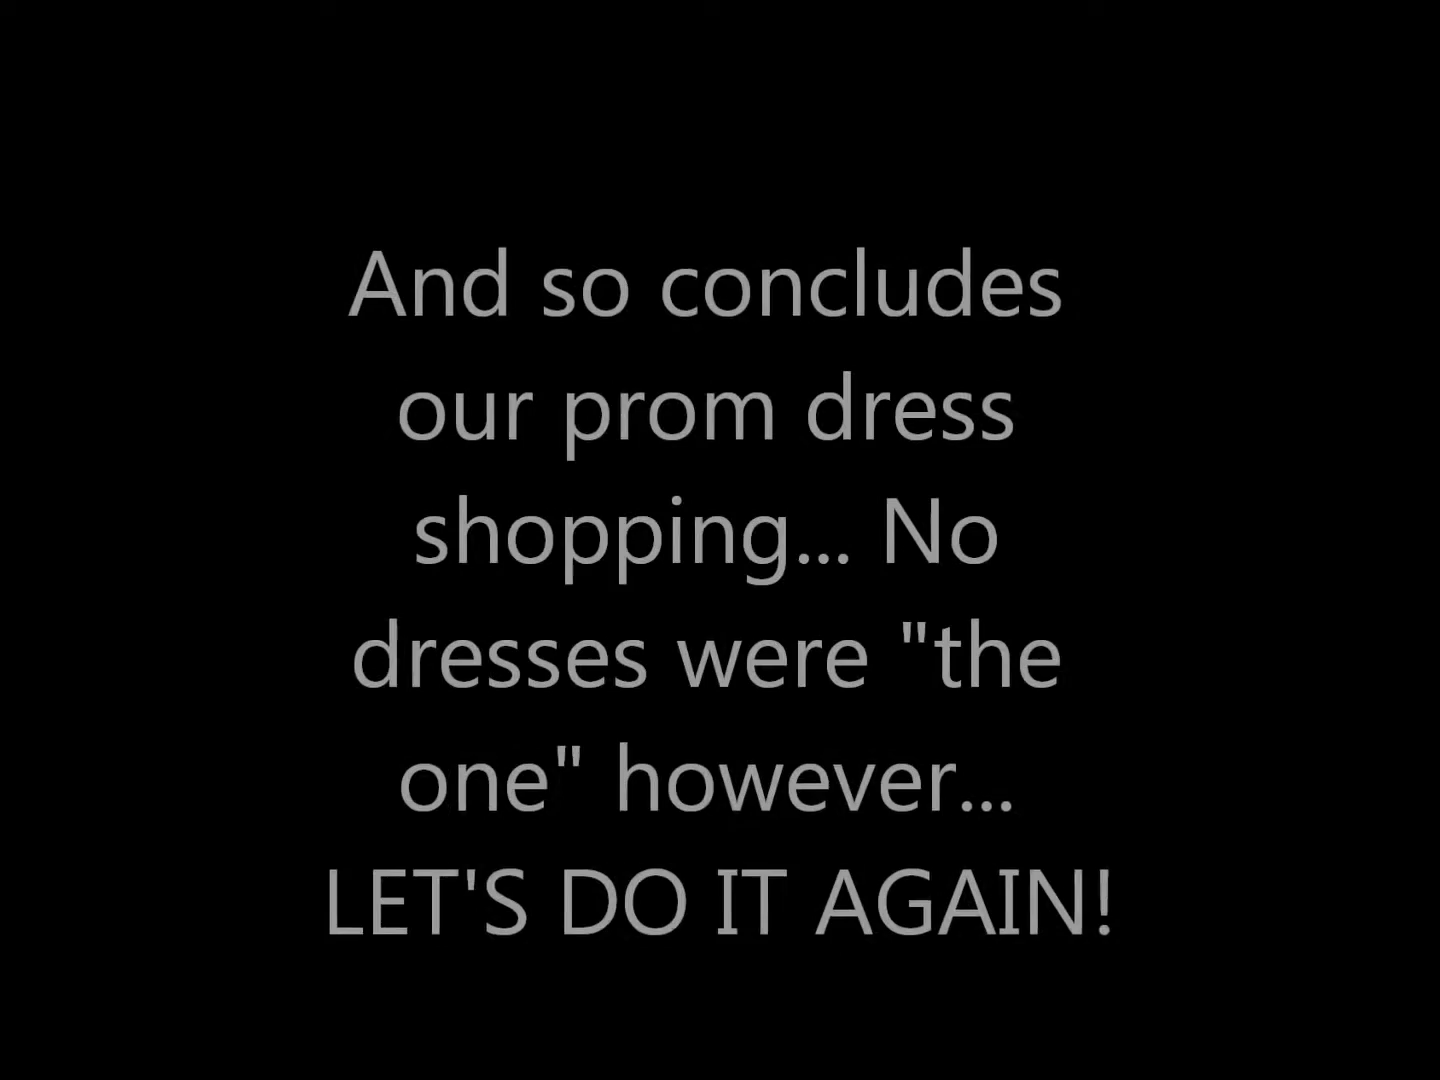 And so concludes
our prom dress
shopping... No
dresses were "the
one" however...
LET'S DO IT AGAIN!